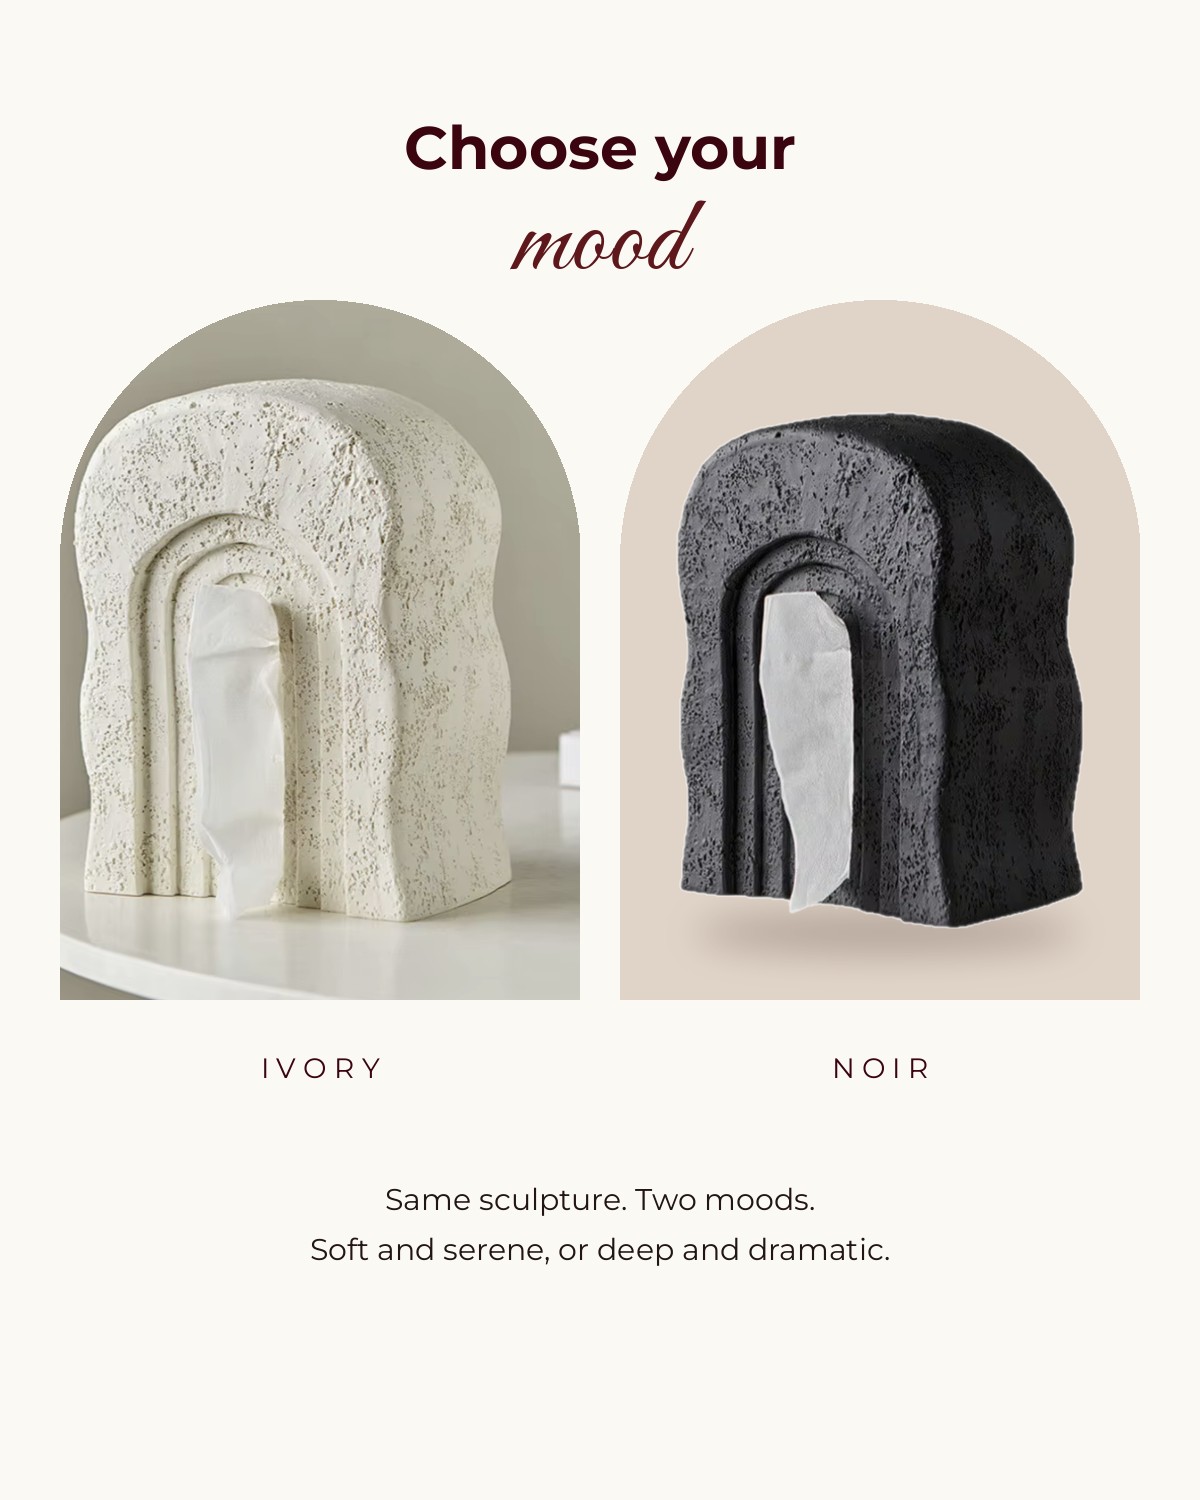 Choose your
mood
IVORY
NOIR
Same sculpture. Two moods.
Soft and serene, or deep and dramatic.